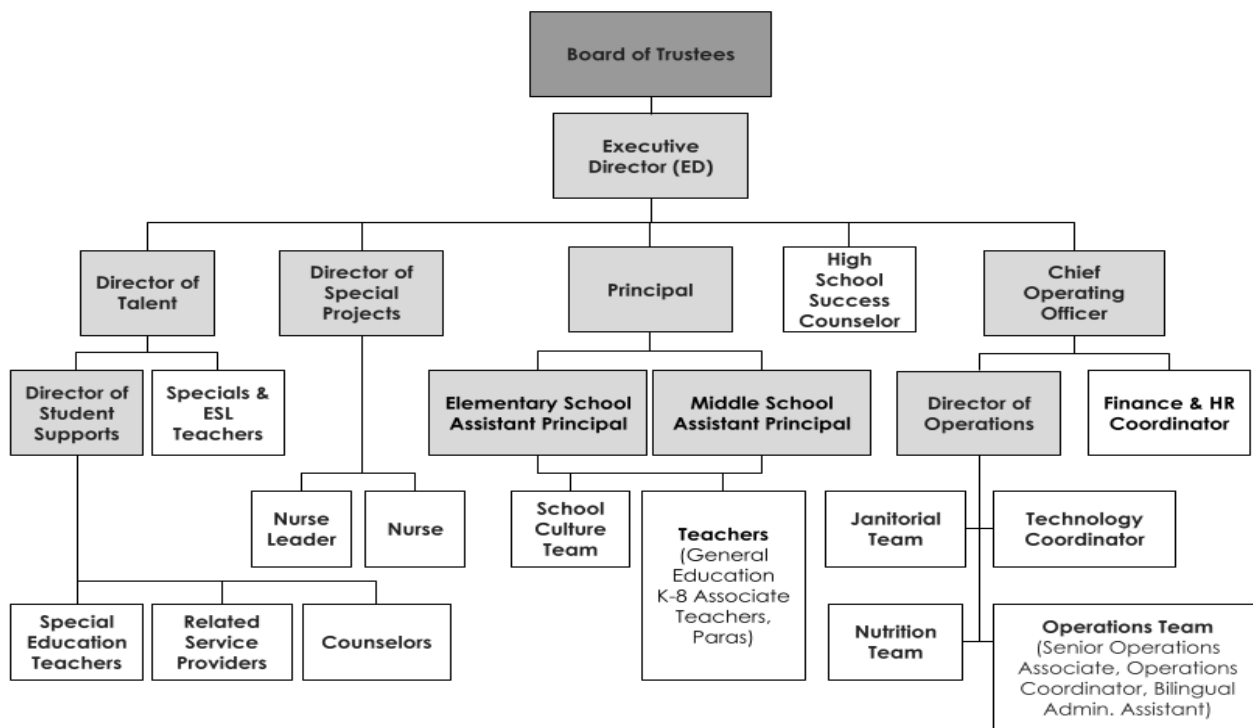 Board of Trustees
Executive
Director (ED)
Director of
Talent
Director of
Special
Projects
Principal
High
School
Success
Counselor
Chief
Operating
Officer
Director of
Student
Supports
Specials &
ESL
Teachers
Elementary School
Assistant Principal
Middle School
Assistant Principal
Director of
Operations
Finance & HR
Coordinator
Nurse
Leader
Nurse
School
Culture
Team
Teachers
(General
Education
K-8 Associate
Teachers,
Paras)
Janitorial
Team
Technology
Coordinator
Special
Education
Teachers
Related
Service
Providers
Counselors
Nutrition
Team
Operations Team
(Senior Operations
Associate, Operations
Coordinator, Bilingual
Admin. Assistant)